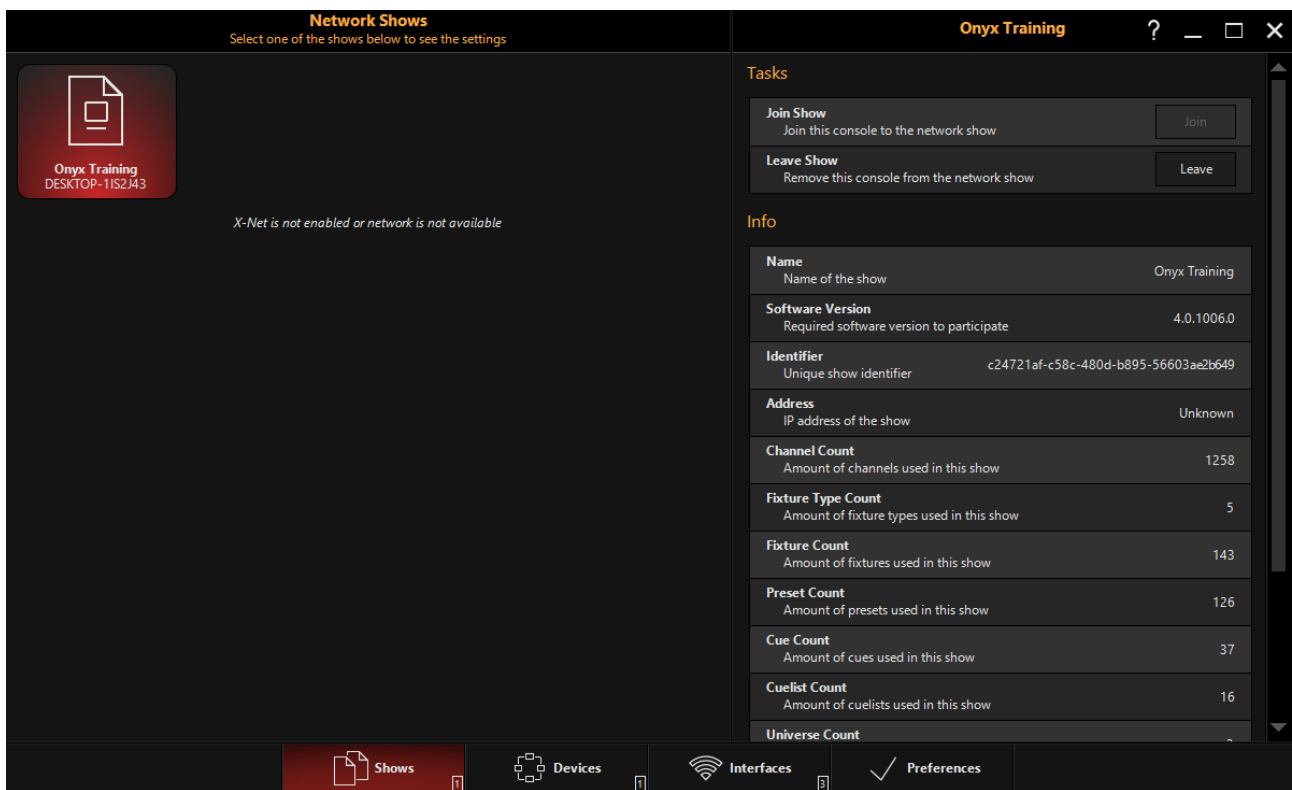 Network Shows
Select one of the shows below to see the settings
Onyx Training
?
Onyx Training
DESKTOP-1IS2J43
X-Net is not enabled or network is not available
Tasks
Join Show
Join this console to the network show
Join
Leave Show
Remove this console from the network show
Leave
Info
Name
Name of the show
Onyx Training
Software Version
Required software version to participate
4.0.1006.0
Identifier
Unique show identifier
c24721af-c58c-480d-b895-56603ae2b649
Address
IP address of the show
Unknown
Channel Count
Amount of channels used in this show
1258
Fixture Type Count
Amount of fixture types used in this show
5
Fixture Count
Amount of fixtures used in this show
143
Preset Count
Amount of presets used in this show
126
Cue Count
Amount of cues used in this show
37
Cuelist Count
Amount of cuelists used in this show
16
Universe Count
Shows
1
Devices
1
Interfaces
3
Preferences